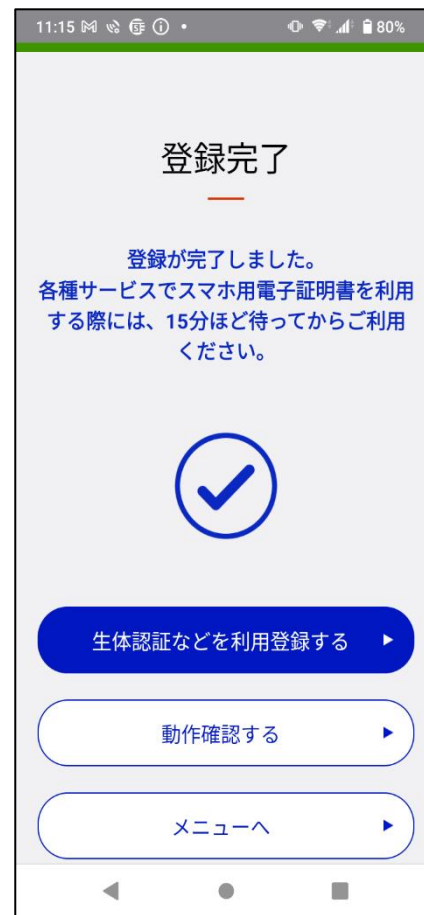 11:15
80%
登録完了
登録が完了しました。
各種サービスでスマホ用電子証明書を利用
する際には、15分ほど待ってからご利用
ください。
生体認証などを利用登録する
動作確認する
メニューへ